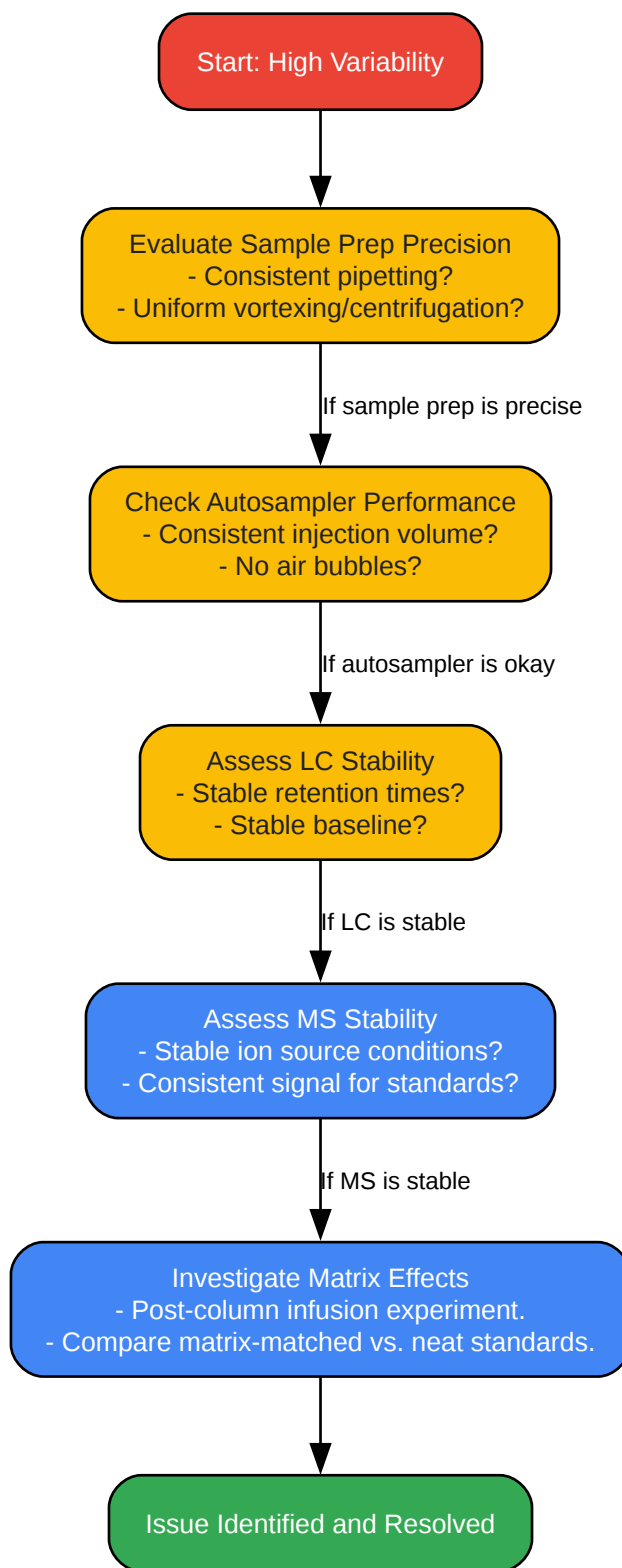 Start: High Variability
Evaluate Sample Prep Precision
- Consistent pipetting?
- Uniform vortexing/centrifugation?
If sample prep is precise
Check Autosampler Performance
- Consistent injection volume?
- No air bubbles?
If autosampler is okay
Assess LC Stability
- Stable retention times?
- Stable baseline?
If LC is stable
Assess MS Stability
- Stable ion source conditions?
- Consistent signal for standards?
If MS is stable
Investigate Matrix Effects
- Post-column infusion experiment.
- Compare matrix-matched vs. neat standards.
Issue Identified and Resolved